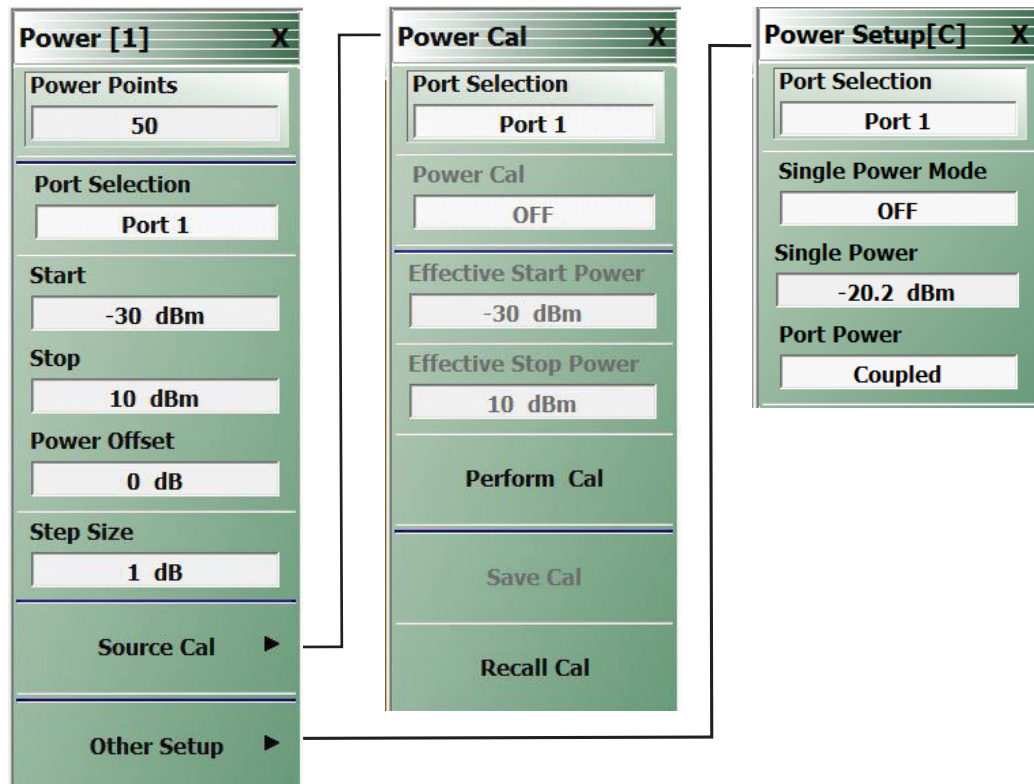 Power [1] X
Power Points
50
Port Selection
Port 1
Start
-30 dBm
Stop
10 dBm
Power Offset
0 dB
Step Size
1 dB
Source Cal
Other Setup
Power Cal X
Port Selection
Port 1
Power Cal
OFF
Effective Start Power
-30 dBm
Effective Stop Power
10 dBm
Perform Cal
Save Cal
Recall Cal
Power Setup[C] X
Port Selection
Port 1
Single Power Mode
OFF
Single Power
-20.2 dBm
Port Power
Coupled